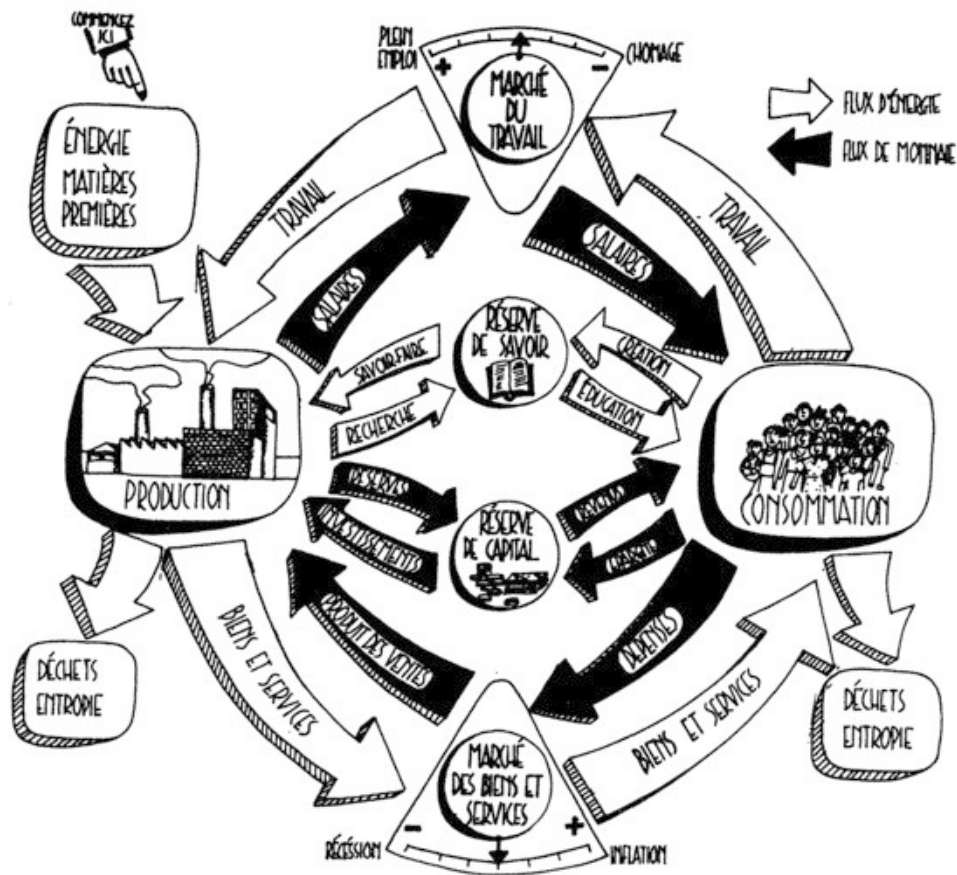 COMMENCEZ
ICI
ÉNERGIE
MATIÈRES
PREMIÈRES
PLEIN
EMPLOI
+
-
CHOMAGE
MARCHÉ
DU
TRAVAIL
FLUX D'ÉNERGIE
FLUX DE MONNAIE
TRAVAIL
SALAIRES
SALAIRES
TRAVAIL
RÉSERVE
DE SAVOIR
SAVOIR-FAIRE
RECHERCHE
CRÉATION
ÉDUCATION
PRODUCTION
CONSOMMATION
RÉSERVES
INVESTISSEMENTS
RÉSERVE
DE CAPITAL
REVENUS
PRODUIT DES VENTES
DÉPENSES
BIENS ET SERVICES
BIENS ET SERVICES
DÉCHETS
ENTROPIE
DÉCHETS
ENTROPIE
MARCHÉ
DES BIENS ET
SERVICES
-
+
RÉCÉSSION
INFLATION